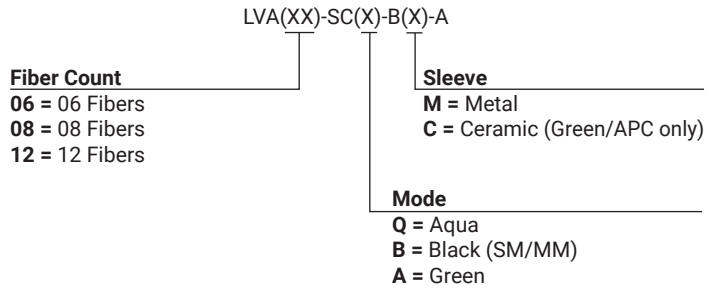 LVA(XX)-SC(X)-B(X)-A
Fiber Count
06 = 06 Fibers
08 = 08 Fibers
12 = 12 Fibers
Sleeve
M = Metal
C = Ceramic (Green/APC only)
Mode
Q = Aqua
B = Black (SM/MM)
A = Green